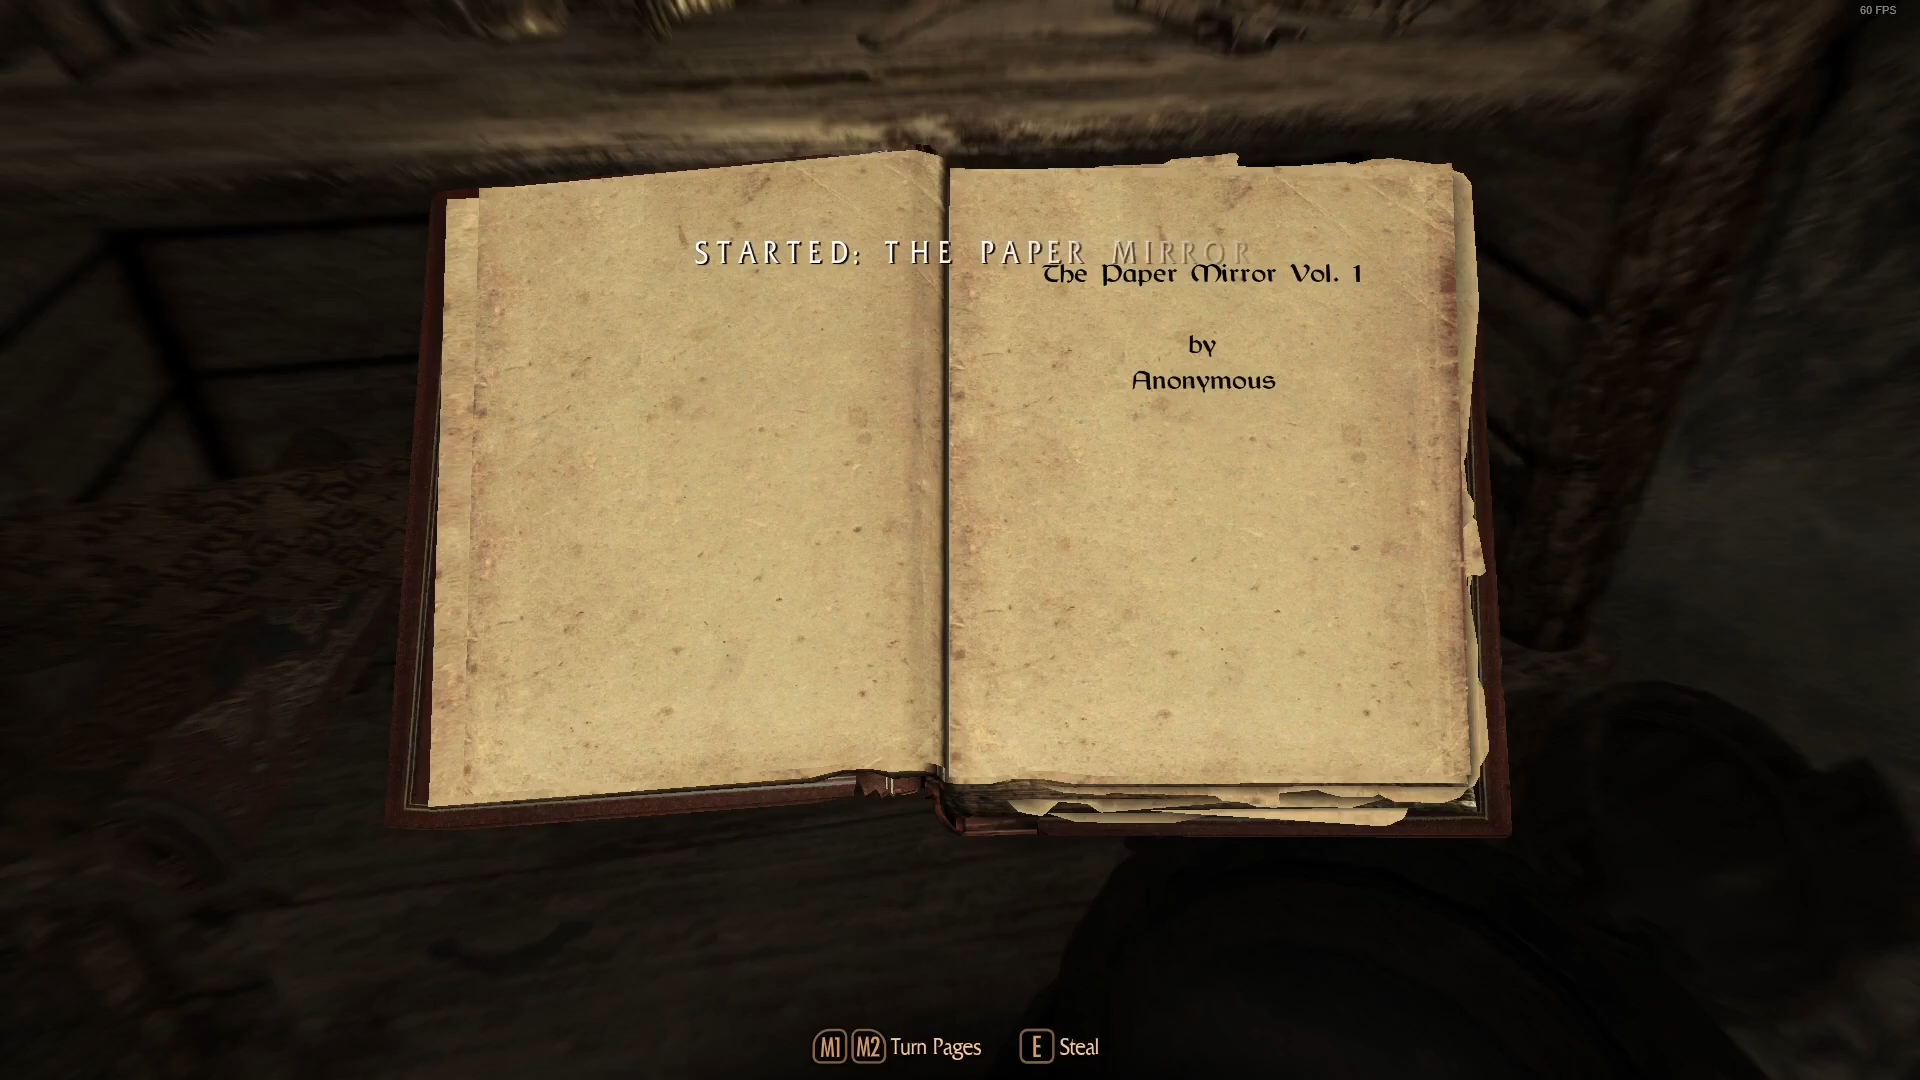 60 FPS
STARTED: THE PAPER MIRROR
The Paper Mirror Vol. 1
by
Anonymous
M1 M2 Turn Pages E Steal